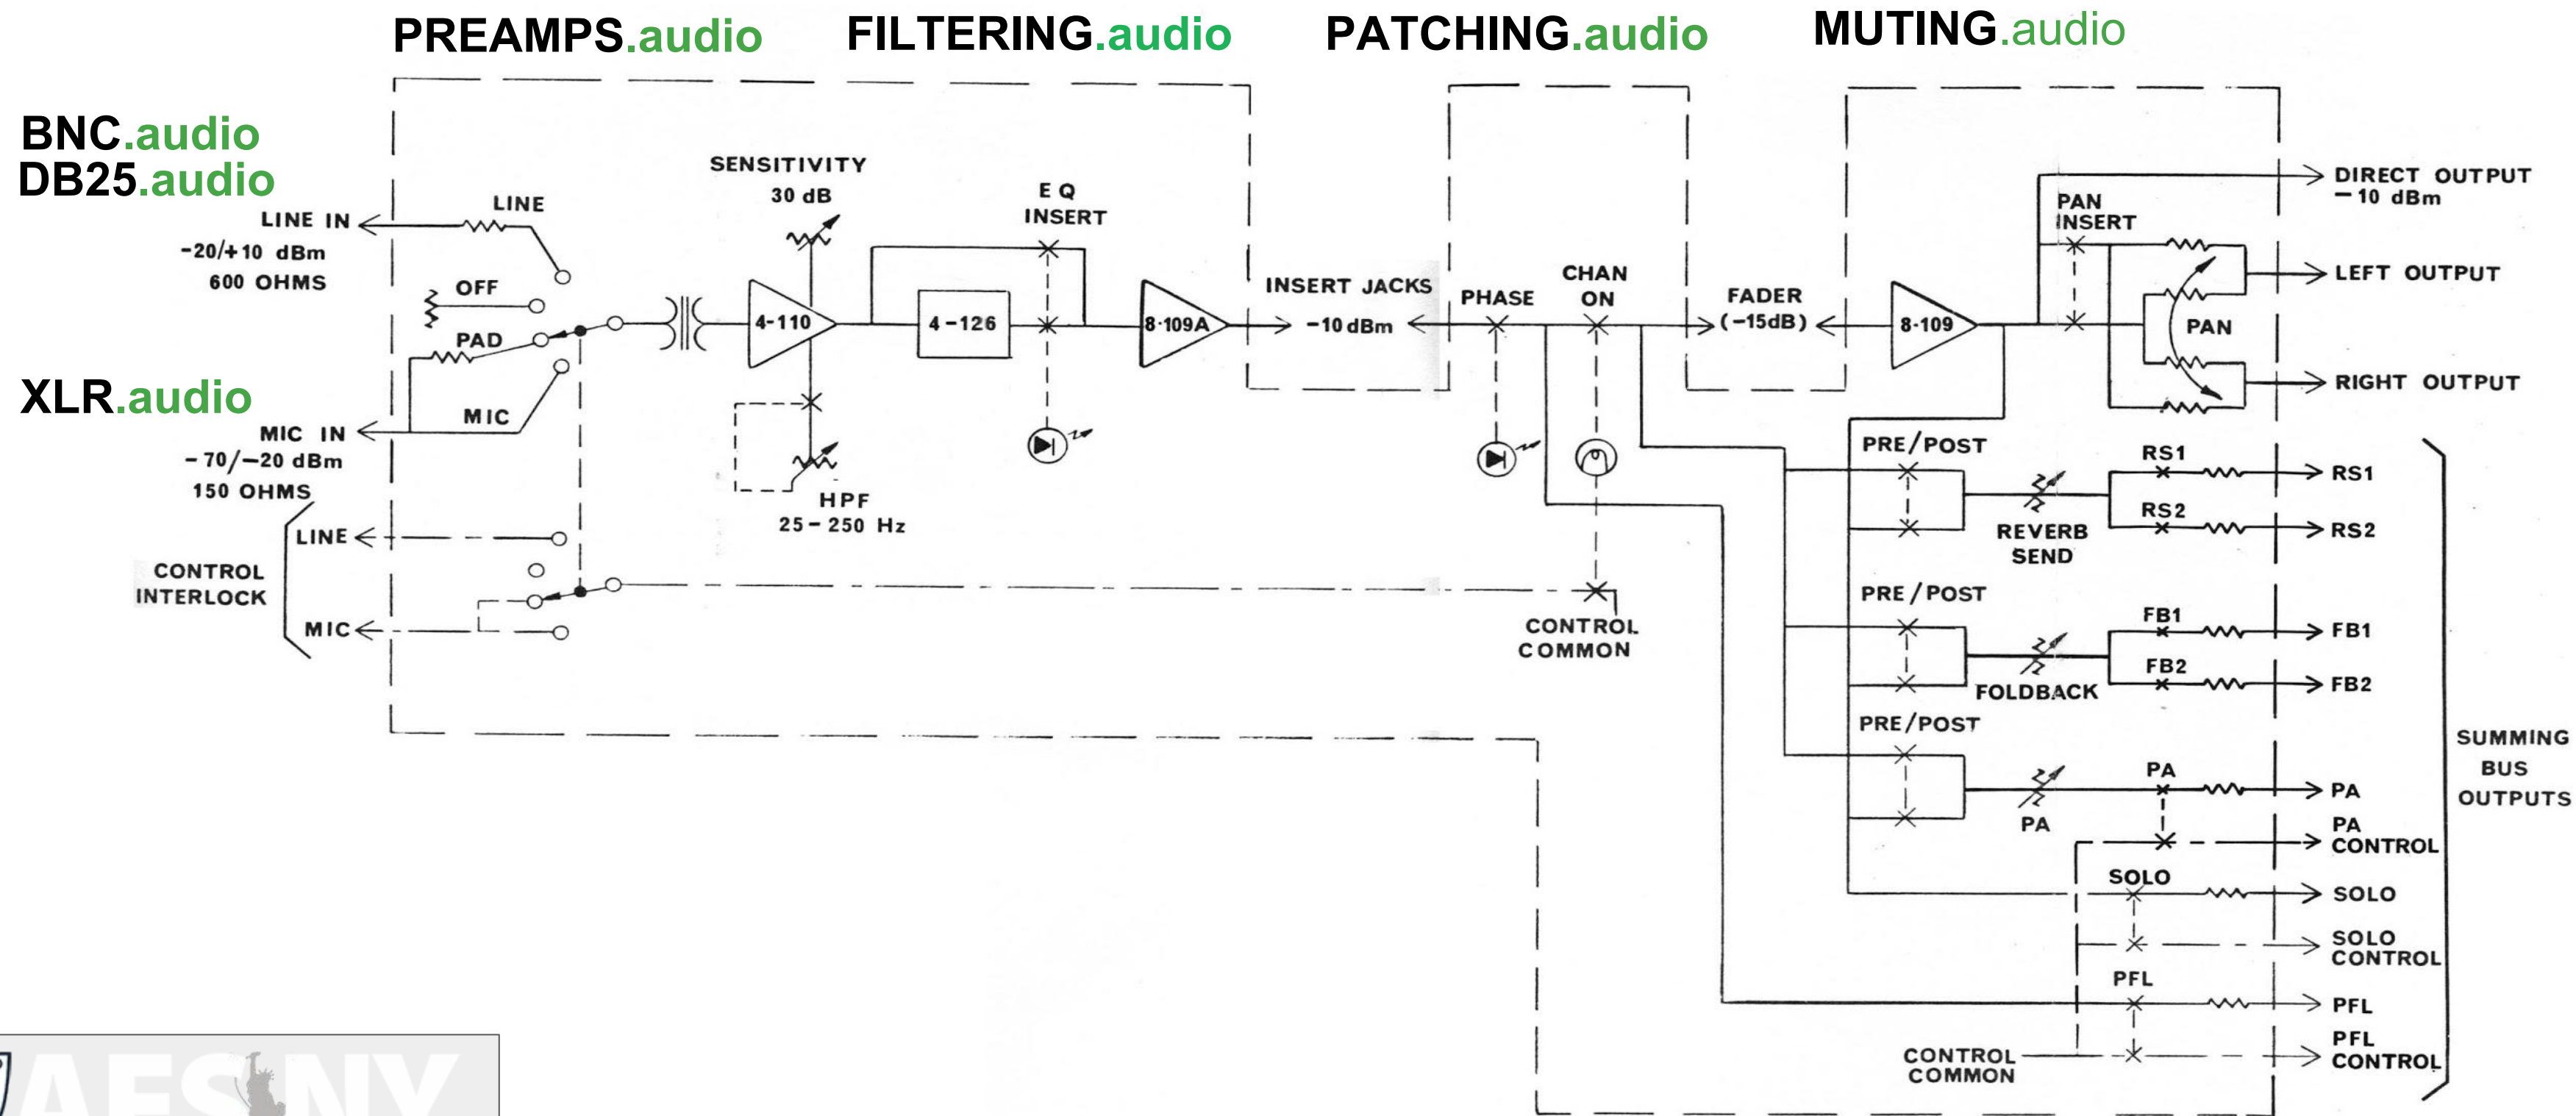 PREAMPS.audio
FILTERING.audio
PATCHING.audio
MUTING.audio
BNC.audio
DB25.audio
LINE IN
-20/+10 dBm
600 OHMS
LINE
OFF
PAD
XLR.audio
MIC IN
-70/-20 dBm
150 OHMS
MIC
CONTROL
INTERLOCK
LINE
MIC
SENSITIVITY
30 dB
4-110
HPF
25-250 Hz
4-126
EQ
INSERT
8-109A
INSERT JACKS
-10 dBm
PHASE
CHAN
ON
CONTROL
COMMON
FADER
(-15dB)
8-109
PAN
INSERT
PAN
DIRECT OUTPUT
-10 dBm
LEFT OUTPUT
RIGHT OUTPUT
PRE/POST
REVERB
SEND
RS1
RS2
RS1
RS2
PRE/POST
FOLDBACK
FB1
FB2
FB1
FB2
PRE/POST
PA
PA
PA
PA
CONTROL
SOLO
SOLO
SOLO
CONTROL
PFL
PFL
PFL
CONTROL
CONTROL
COMMON
SUMMING
BUS
OUTPUTS
AES NY